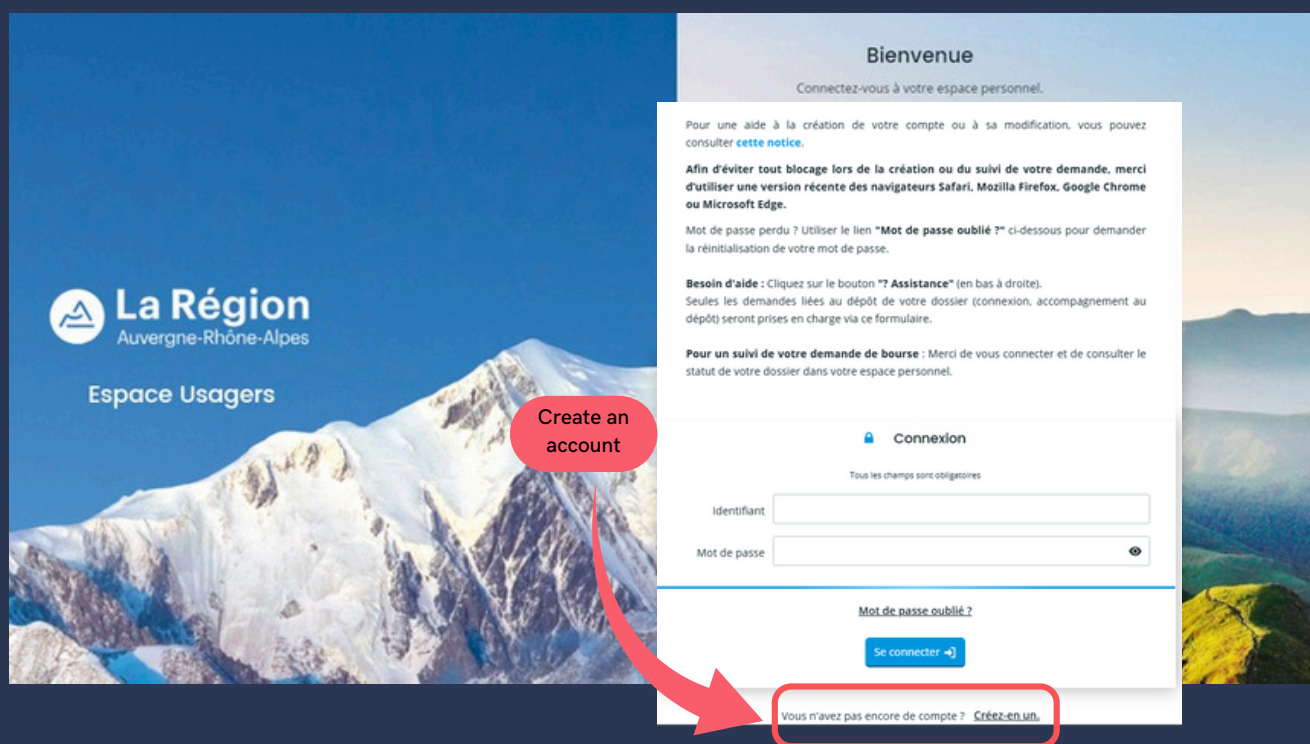 La Région
Auvergne-Rhône-Alpes
Espace Usagers
Create an
account
Bienvenue
Connectez-vous à votre espace personnel.
Pour une aide à la création de votre compte ou à sa modification, vous pouvez
consulter cette notice.
Afin d'éviter tout blocage lors de la création ou du suivi de votre demande, merci
d'utiliser une version récente des navigateurs Safari, Mozilla Firefox, Google Chrome
ou Microsoft Edge.
Mot de passe perdu ? Utiliser le lien "Mot de passe oublié ?" ci-dessous pour demander
la réinitialisation de votre mot de passe.
Besoin d'aide : Cliquez sur le bouton "? Assistance" (en bas à droite).
Seules les demandes liées au dépôt de votre dossier (connexion, accompagnement au
dépôt) seront prises en charge via ce formulaire.
Pour un suivi de votre demande de bourse : Merci de vous connecter et de consulter le
statut de votre dossier dans votre espace personnel.
Connexion
Tous les champs sont obligatoires
Identifiant
Mot de passe
Mot de passe oublié ?
Se connecter
Vous n'avez pas encore de compte ? Créez-en un.